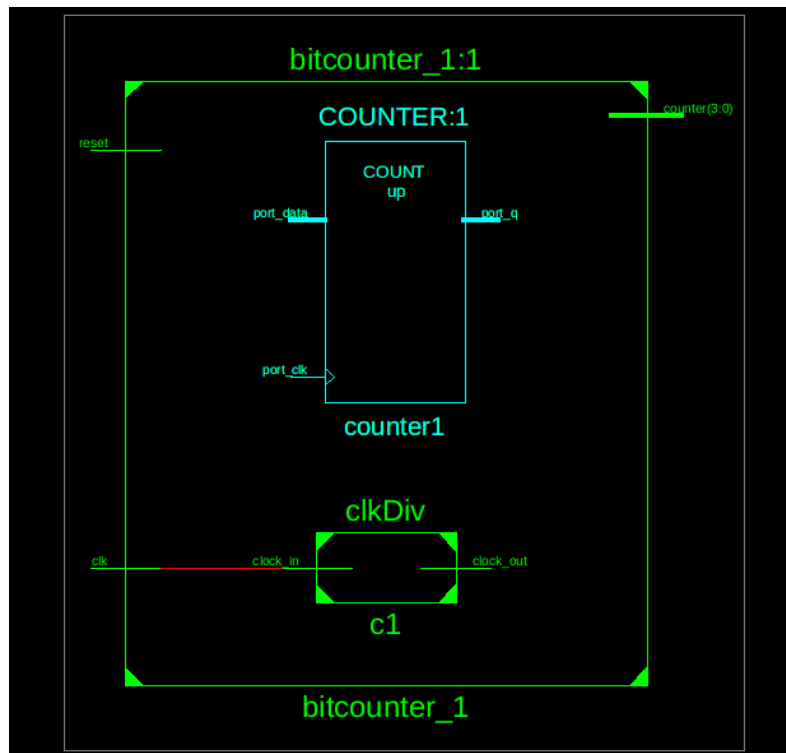 bitcounter_1:1
counter(3:0)
COUNTER:1
reset
COUNT
up
port_data
port_q
port_clk
counter1
clkDiv
clk
clock_in
clock_out
c1
bitcounter_1